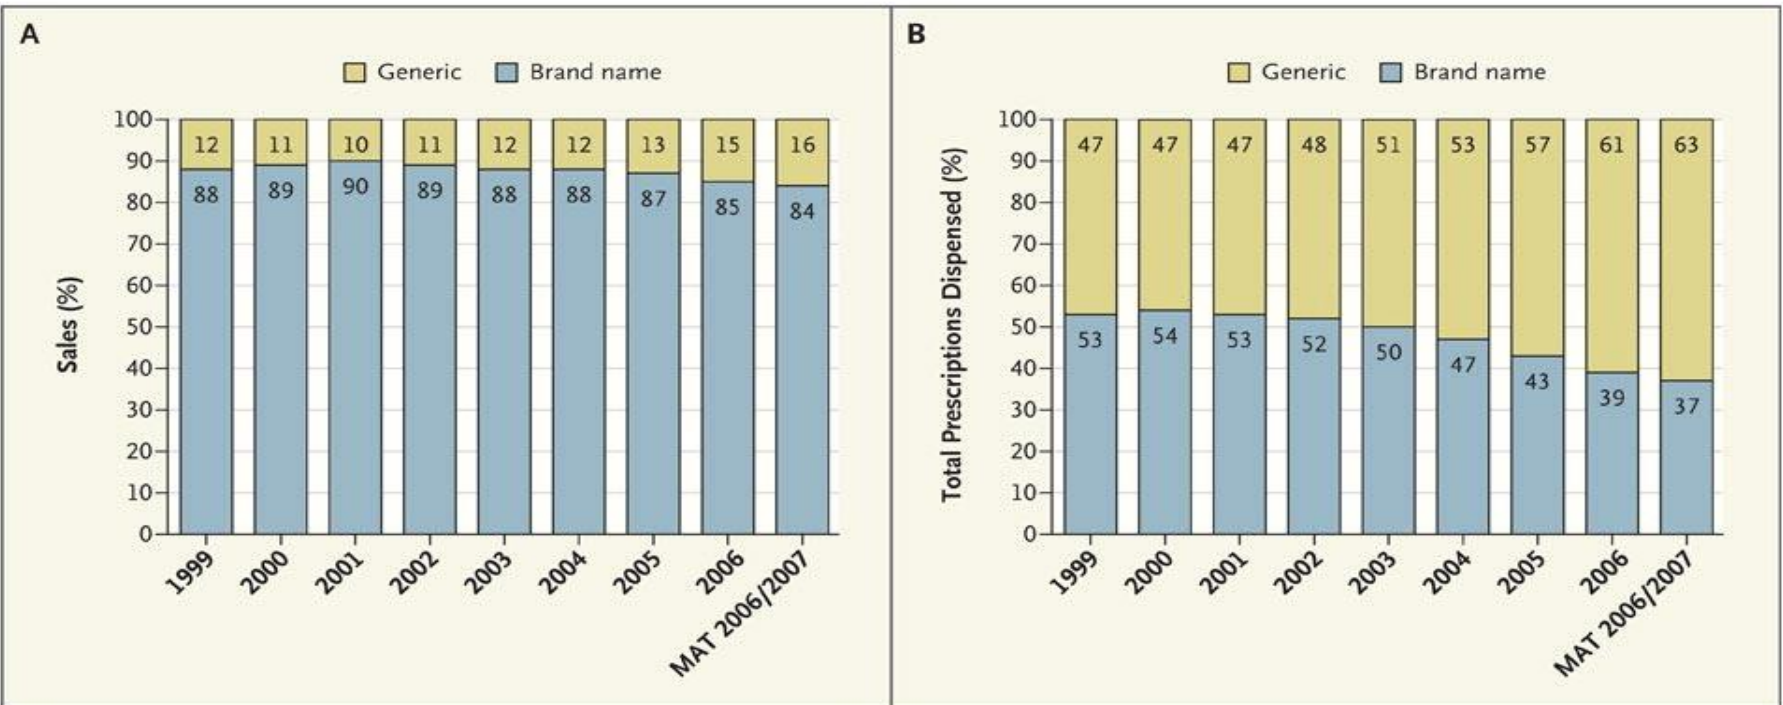 A
Generic Brand name
Sales (%)
100
90
80
70
60
50
40
30
20
10
0
12 11 10 11 12 12 13 15 16
88 89 90 89 88 88 87 85 84
1999 2000 2001 2002 2003 2004 2005 2006 MAT 2006/2007
B
Generic Brand name
Total Prescriptions Dispensed (%)
100
90
80
70
60
50
40
30
20
10
0
47 47 47 48 51 53 57 61 63
53 54 53 52 50 47 43 39 37
1999 2000 2001 2002 2003 2004 2005 2006 MAT 2006/2007